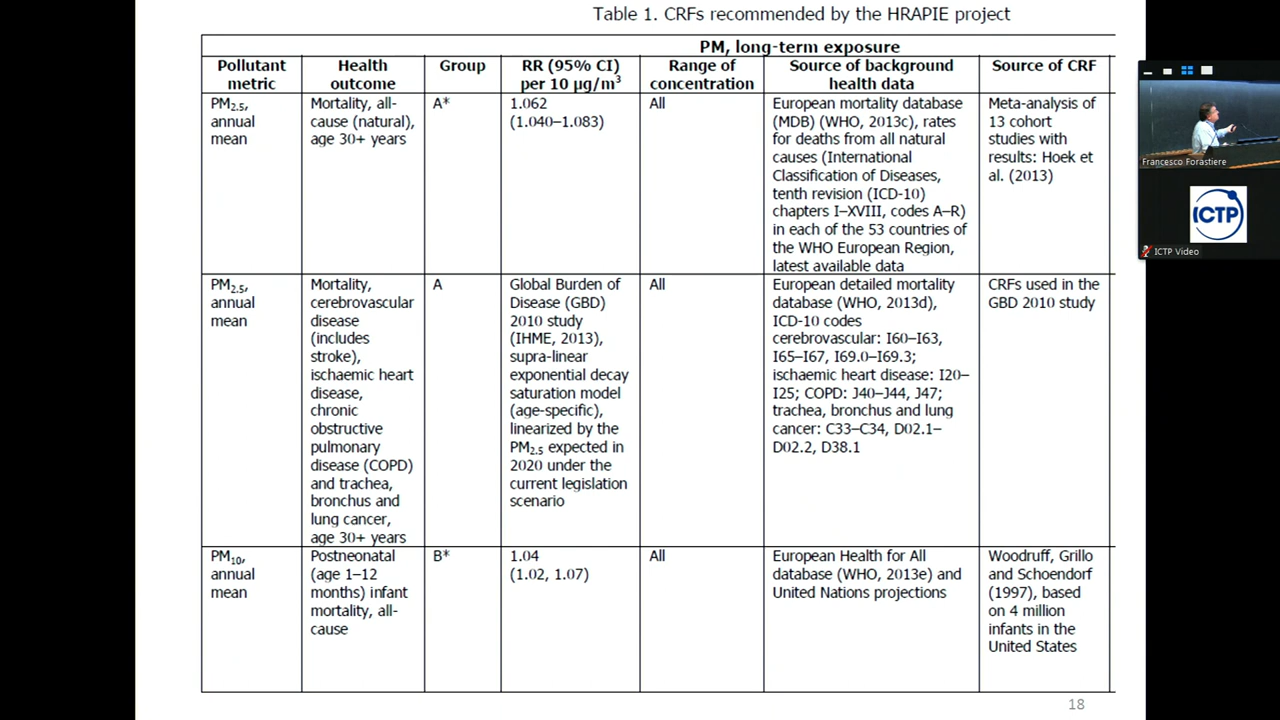 Table 1. CRFs recommended by the HRAPIE project
PM, long-term exposure
Pollutant
metric
Health
outcome
Group
RR (95% CI)
per 10 µg/m³
Range of
concentration
Source of background
health data
Source of CRF
PM₂.₅,
annual
mean
Mortality, all-
cause (natural),
age 30+ years
A*
1.062
(1.040–1.083)
All
European mortality database
(MDB) (WHO, 2013c), rates
for deaths from all natural
causes (International
Classification of Diseases,
tenth revision (ICD-10)
chapters I–XVIII, codes A–R)
in each of the 53 countries of
the WHO European Region,
latest available data
Meta-analysis of
13 cohort
studies with
results: Hoek et
al. (2013)
PM₂.₅,
annual
mean
Mortality,
cerebrovascular
disease
(includes
stroke),
ischaemic heart
disease,
chronic
obstructive
pulmonary
disease (COPD)
and trachea,
bronchus and
lung cancer,
age 30+ years
A
Global Burden of
Disease (GBD)
2010 study
(IHME, 2013),
supra-linear
exponential decay
saturation model
(age-specific),
linearized by the
PM₂.₅ expected in
2020 under the
current legislation
scenario
All
European detailed mortality
database (WHO, 2013d),
ICD-10 codes
cerebrovascular: I60–I63,
I65–I67, I69.0–I69.3;
ischaemic heart disease: I20–
I25; COPD: J40–J44, J47;
trachea, bronchus and lung
cancer: C33–C34, D02.1–
D02.2, D38.1
CRFs used in the
GBD 2010 study
PM₁₀,
annual
mean
Postneonatal
(age 1–12
months) infant
mortality, all-
cause
B*
1.04
(1.02, 1.07)
All
European Health for All
database (WHO, 2013e) and
United Nations projections
Woodruff, Grillo
and Schoendorf
(1997), based
on 4 million
infants in the
United States
18
Francesco Forastiere
ICTP
ICTP Video